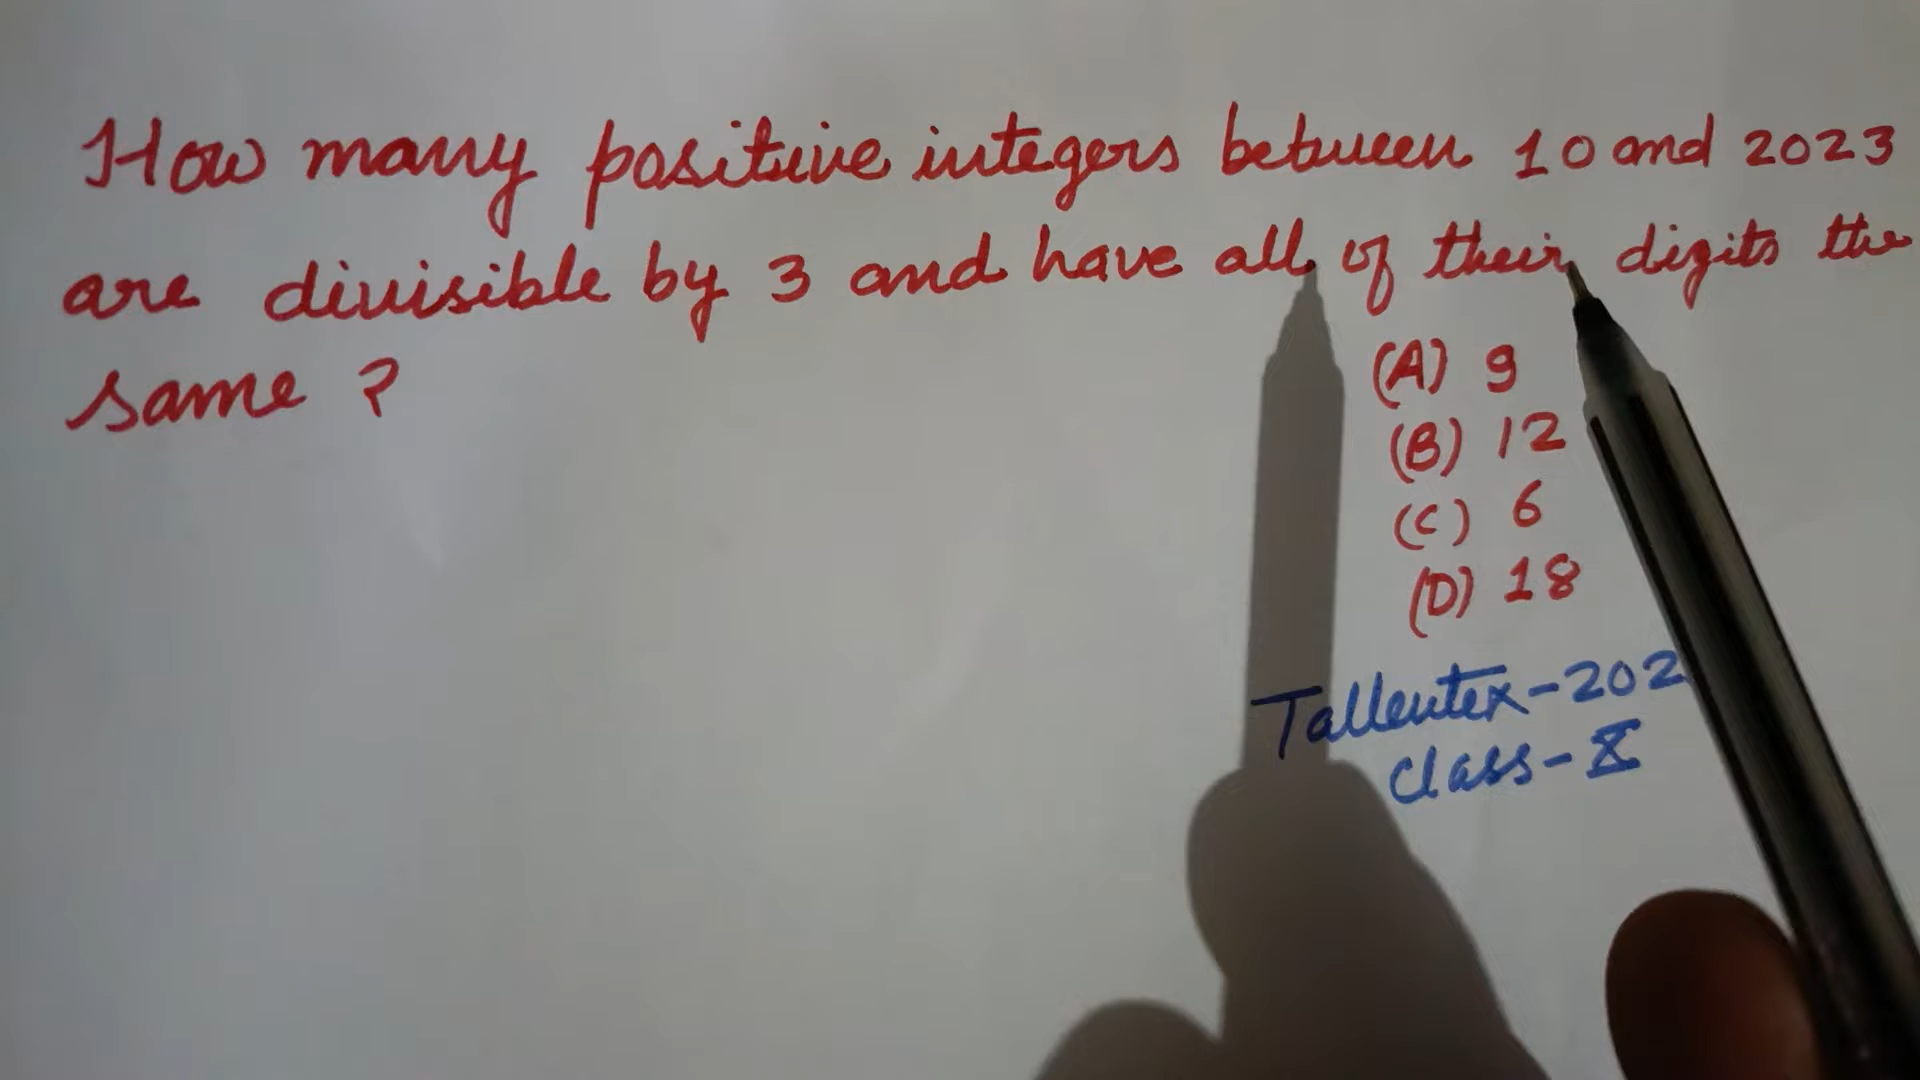 How many positive integers between 10 and 2023
are divisible by 3 and have all of their digits the
same ?
(A) 9
(B) 12
(C) 6
(D) 18
Tallentex-202
Class-X